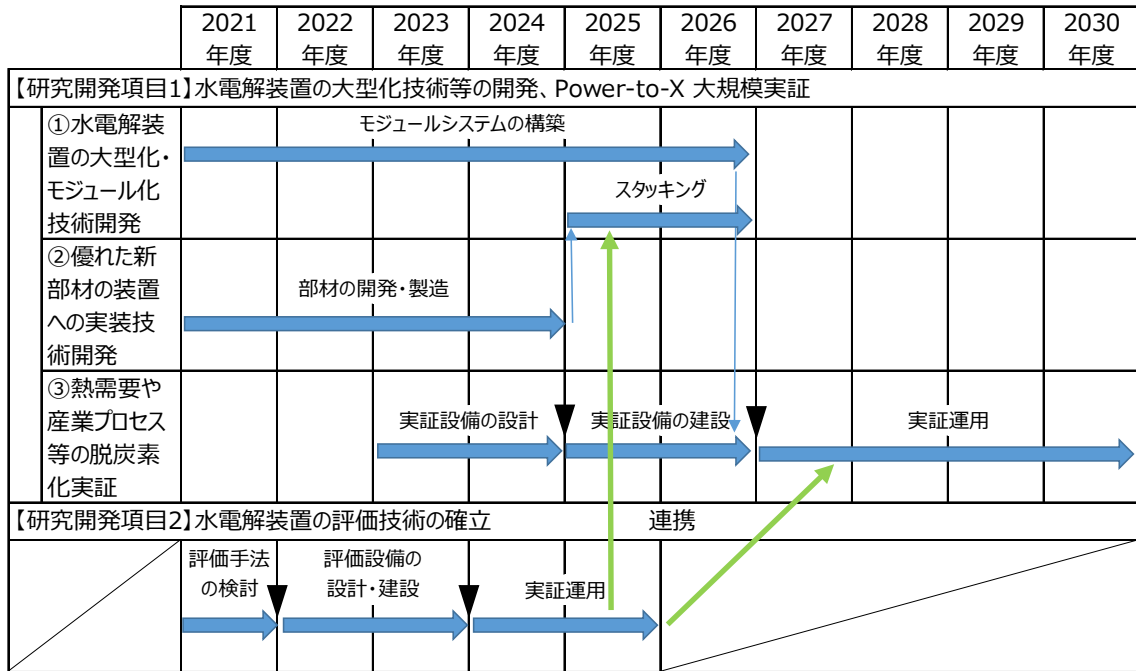 2021 2022 2023 2024 2025 2026 2027 2028 2029 2030
年度 年度 年度 年度 年度 年度 年度 年度 年度 年度
【研究開発項目1】水電解装置の大型化技術等の開発、Power-to-X 大規模実証
①水電解装
置の大型化・
モジュール化
技術開発
モジュールシステムの構築
スタッキング
②優れた新
部材の装置
への実装技
術開発
部材の開発・製造
③熱需要や
産業プロセス
等の脱炭素
化実証
実証設備の設計
実証設備の建設
実証運用
【研究開発項目2】水電解装置の評価技術の確立
連携
評価手法
の検討
評価設備の
設計・建設
実証運用